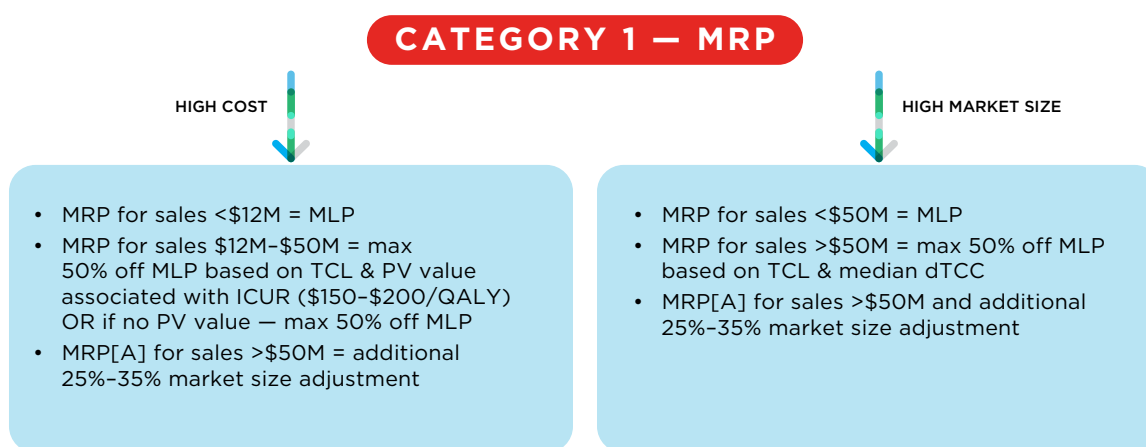 CATEGORY 1 — MRP
HIGH COST
HIGH MARKET SIZE
• MRP for sales <$12M = MLP
• MRP for sales $12M–$50M = max
50% off MLP based on TCL & PV value
associated with ICUR ($150–$200/QALY)
OR if no PV value — max 50% off MLP
• MRP[A] for sales >$50M = additional
25%–35% market size adjustment
• MRP for sales <$50M = MLP
• MRP for sales >$50M = max 50% off MLP
based on TCL & median dTCC
• MRP[A] for sales >$50M and additional
25%–35% market size adjustment